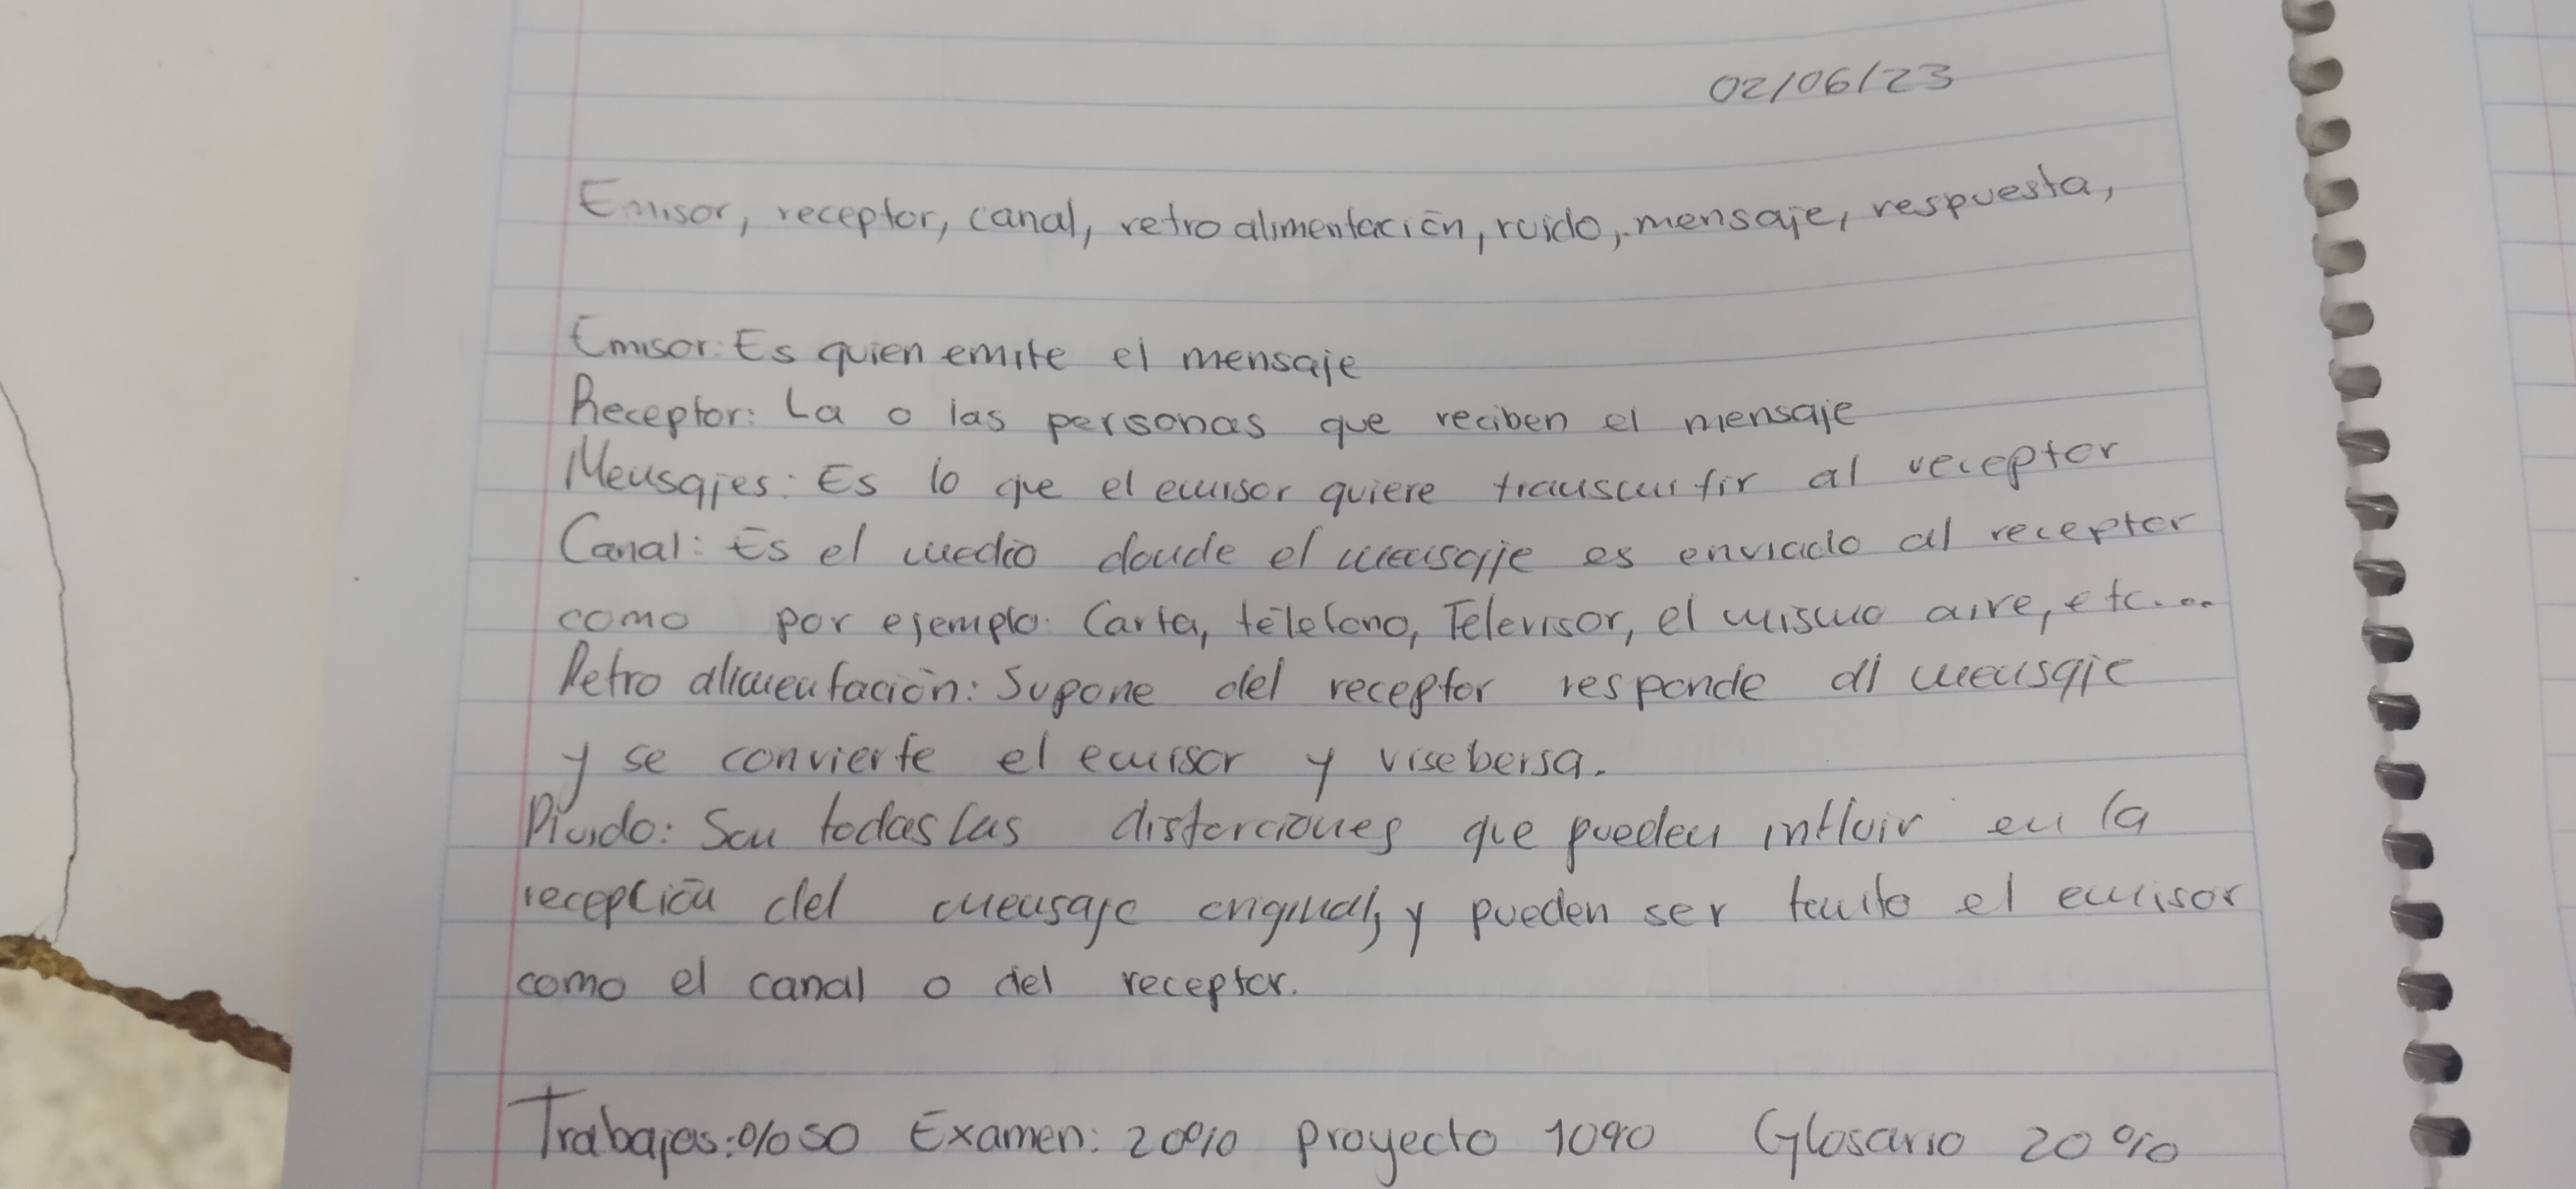 02/06/23
Emisor, receptor, canal, retro alimentación, ruido, mensaje, respuesta,
Emisor: Es quien emite el mensaje
Receptor: La o las personas que reciben el mensaje
Mensajes: Es lo que el emisor quiere transmitir al receptor
Canal: Es el medio donde el mensaje es enviado al receptor
como por ejemplo: Carta, télefono, Televisor, el mismo aire, etc...
Retro alimentación: Supone del receptor responde al mensaje
y se convierte el emisor y visebersa.
Riudo: Son todas las distorciones que pueden influir en la
repepción del mensaje original, y pueden ser tanto el emisor
como el canal o del receptor.
Trabajos: %50 Examen: 20% proyecto 10% Glosario 20%